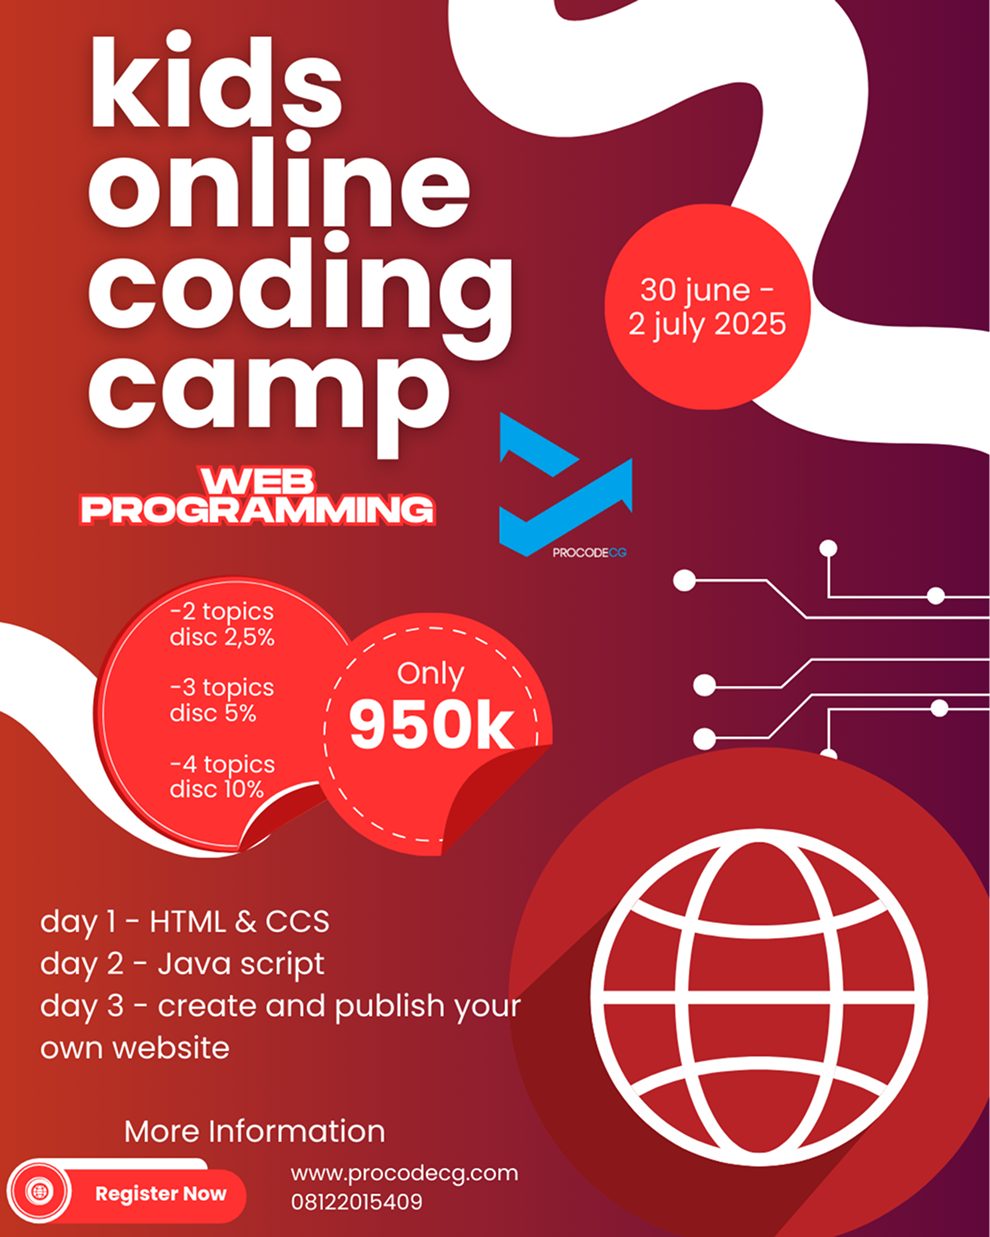 kids
online
coding
camp
30 june -
2 july 2025
WEB
PROGRAMMING
PROCODECG
-2 topics
disc 2,5%
-3 topics
disc 5%
-4 topics
disc 10%
Only
950k
day 1 - HTML & CCS
day 2 - Java script
day 3 - create and publish your
own website
More Information
Register Now
www.procodecg.com
08122015409